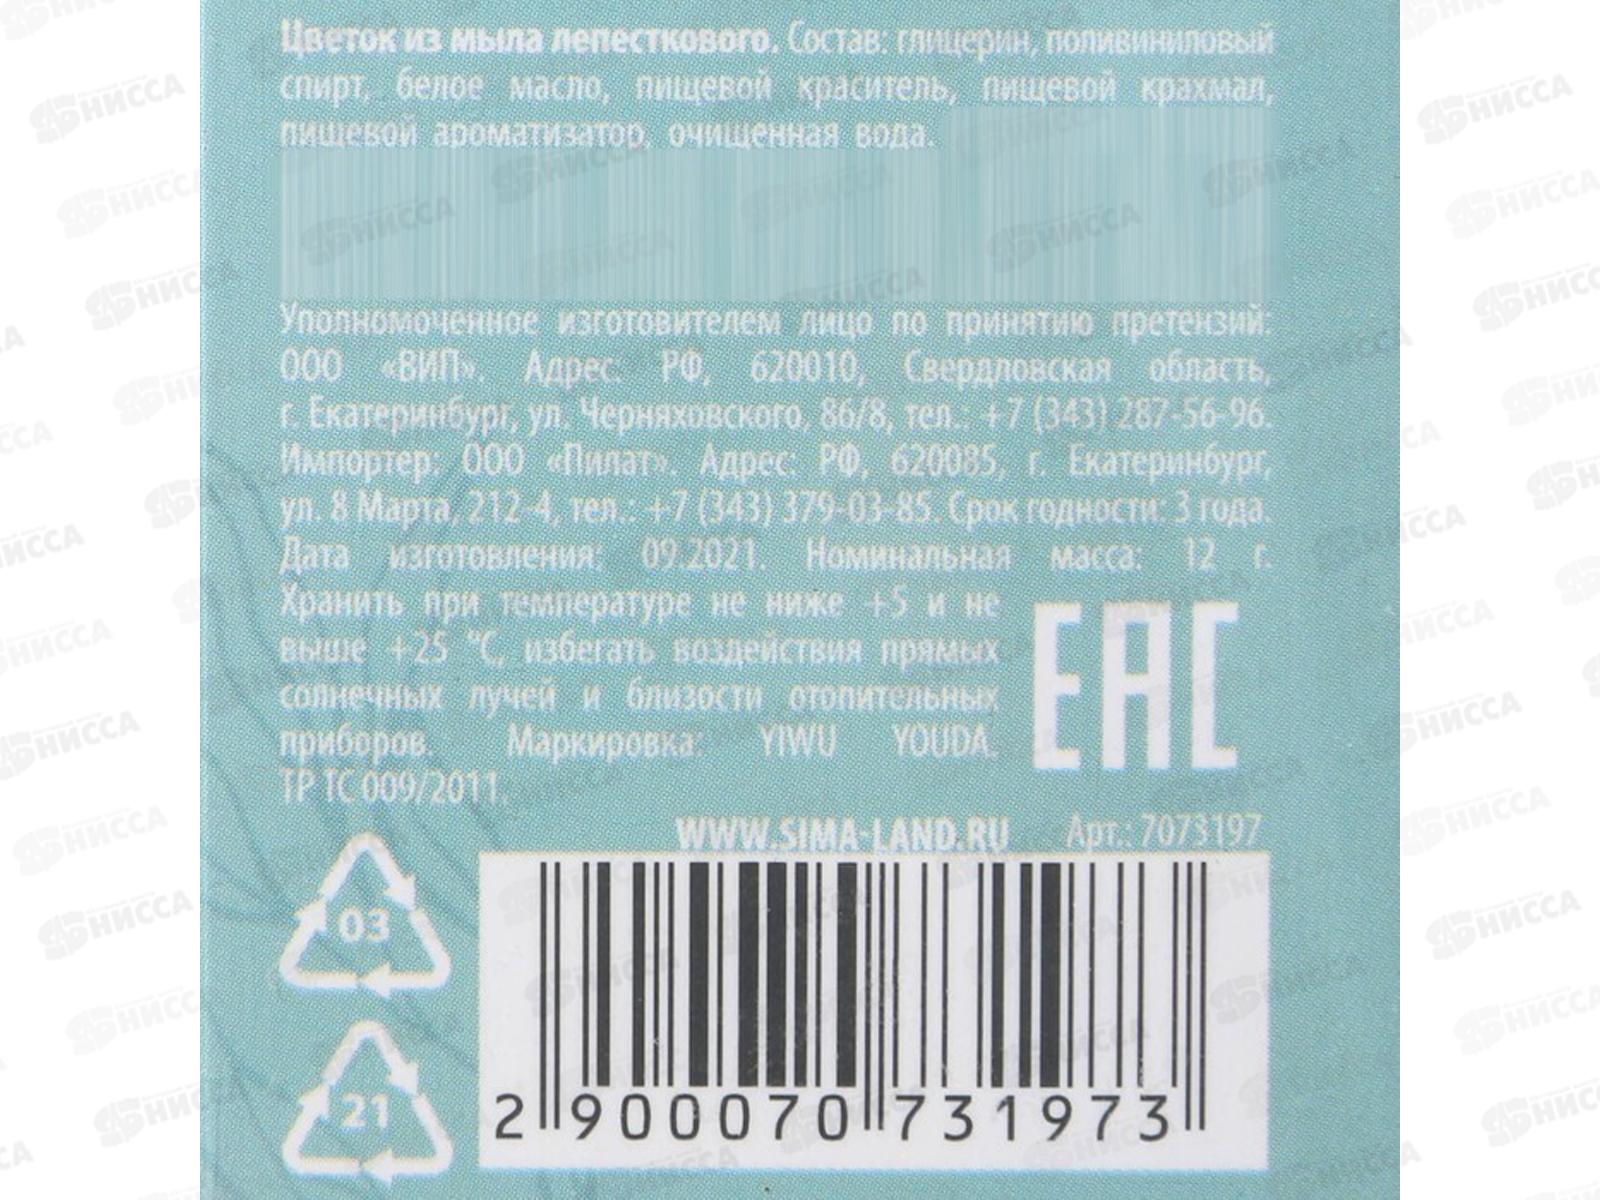 Цветок из мыла лепесткового. Состав: глицерин, поливиниловый
спирт, белое масло, пищевой краситель, пищевой крахмал,
пищевой ароматизатор, очищенная вода.
Уполномоченное изготовителем лицо по принятию претензий:
ООО «ВИП». Адрес: РФ, 620010, Свердловская область,
г. Екатеринбург, ул. Черняховского, 86/8, тел.: +7 (343) 287-56-96.
Импортер: ООО «Пилат». Адрес: РФ, 620085, г. Екатеринбург,
ул. 8 Марта, 212-4, тел.: +7 (343) 379-03-85. Срок годности: 3 года.
Дата изготовления: 09.2021. Номинальная масса: 12 г.
Хранить при температуре не ниже +5 и не
выше +25 °С, избегать воздействия прямых
солнечных лучей и близости отопительных
приборов. Маркировка: YIWU YOUDA.
ТР ТС 009/2011.
EAC
WWW.SIMA-LAND.RU Арт.: 7073197
03
21
2 900070 731973
НИССА